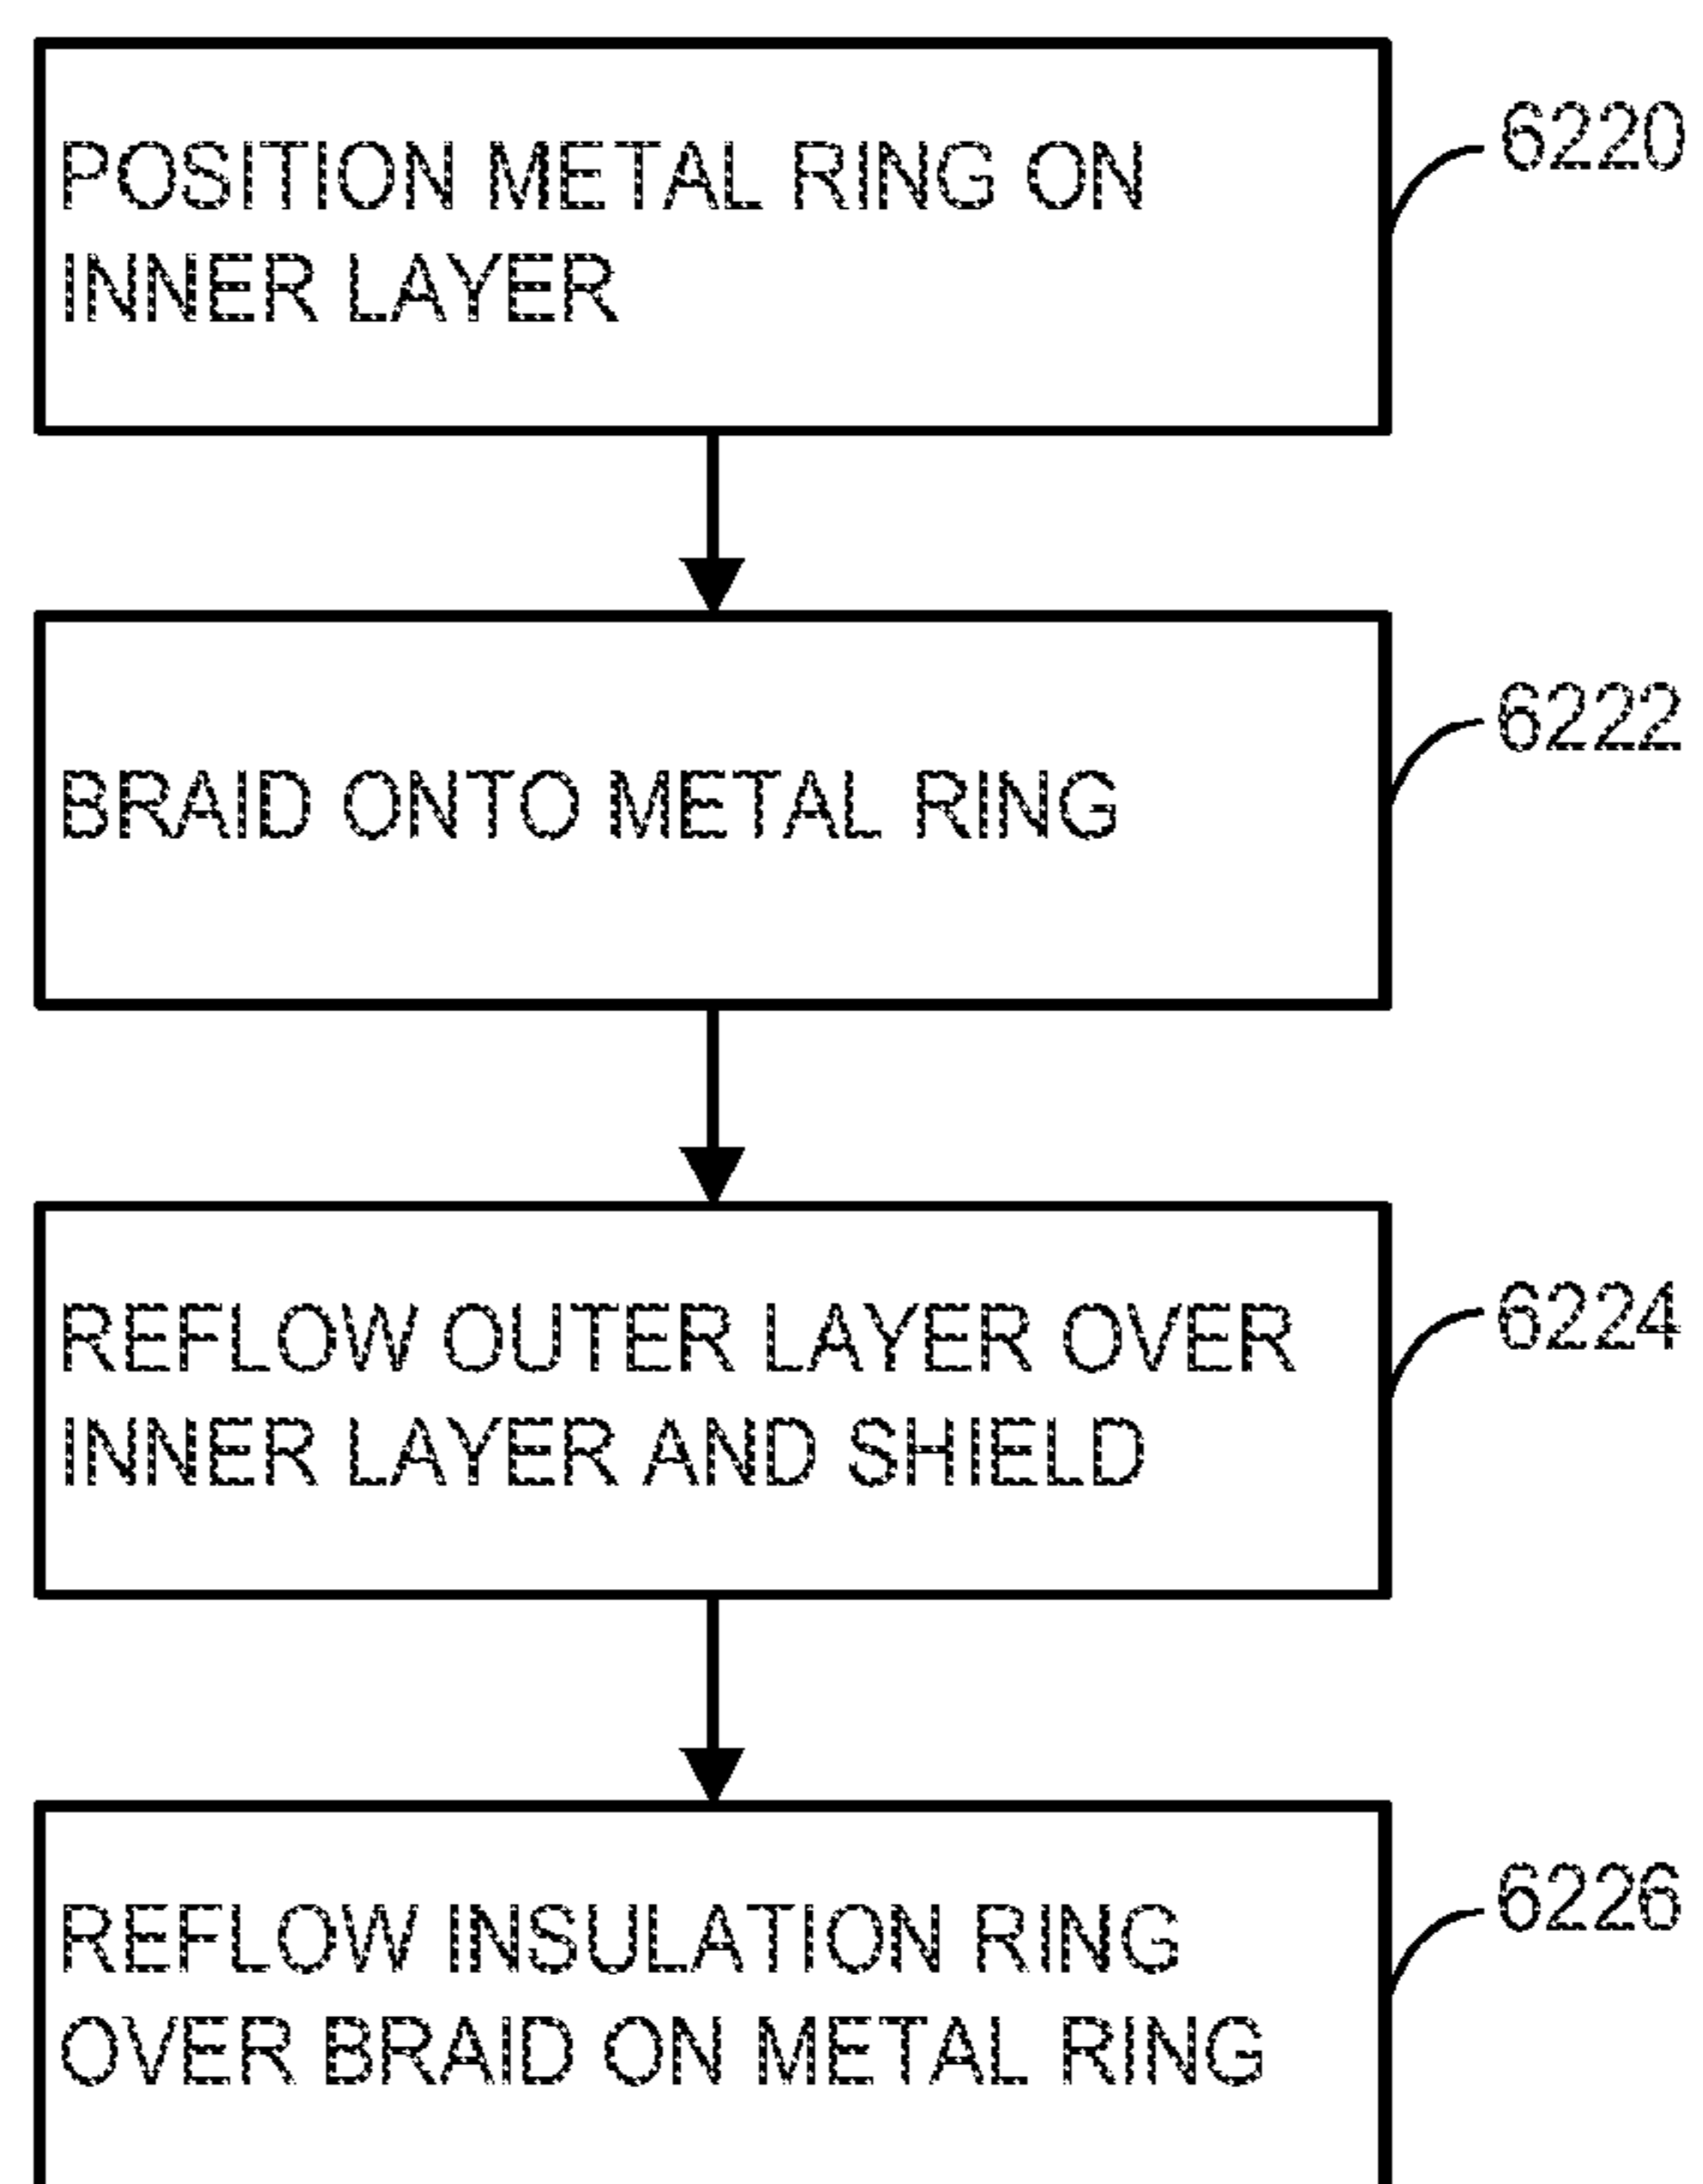 POSITION METAL RING ON
INNER LAYER
6220
BRAID ONTO METAL RING
6222
REFLOW OUTER LAYER OVER
INNER LAYER AND SHIELD
6224
REFLOW INSULATION RING
OVER BRAID ON METAL RING
6226